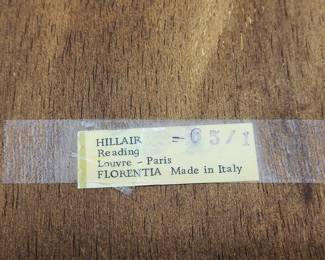 HILLAIR - 65/1
Reading
Louvre - Paris
FLORENTIA Made in Italy